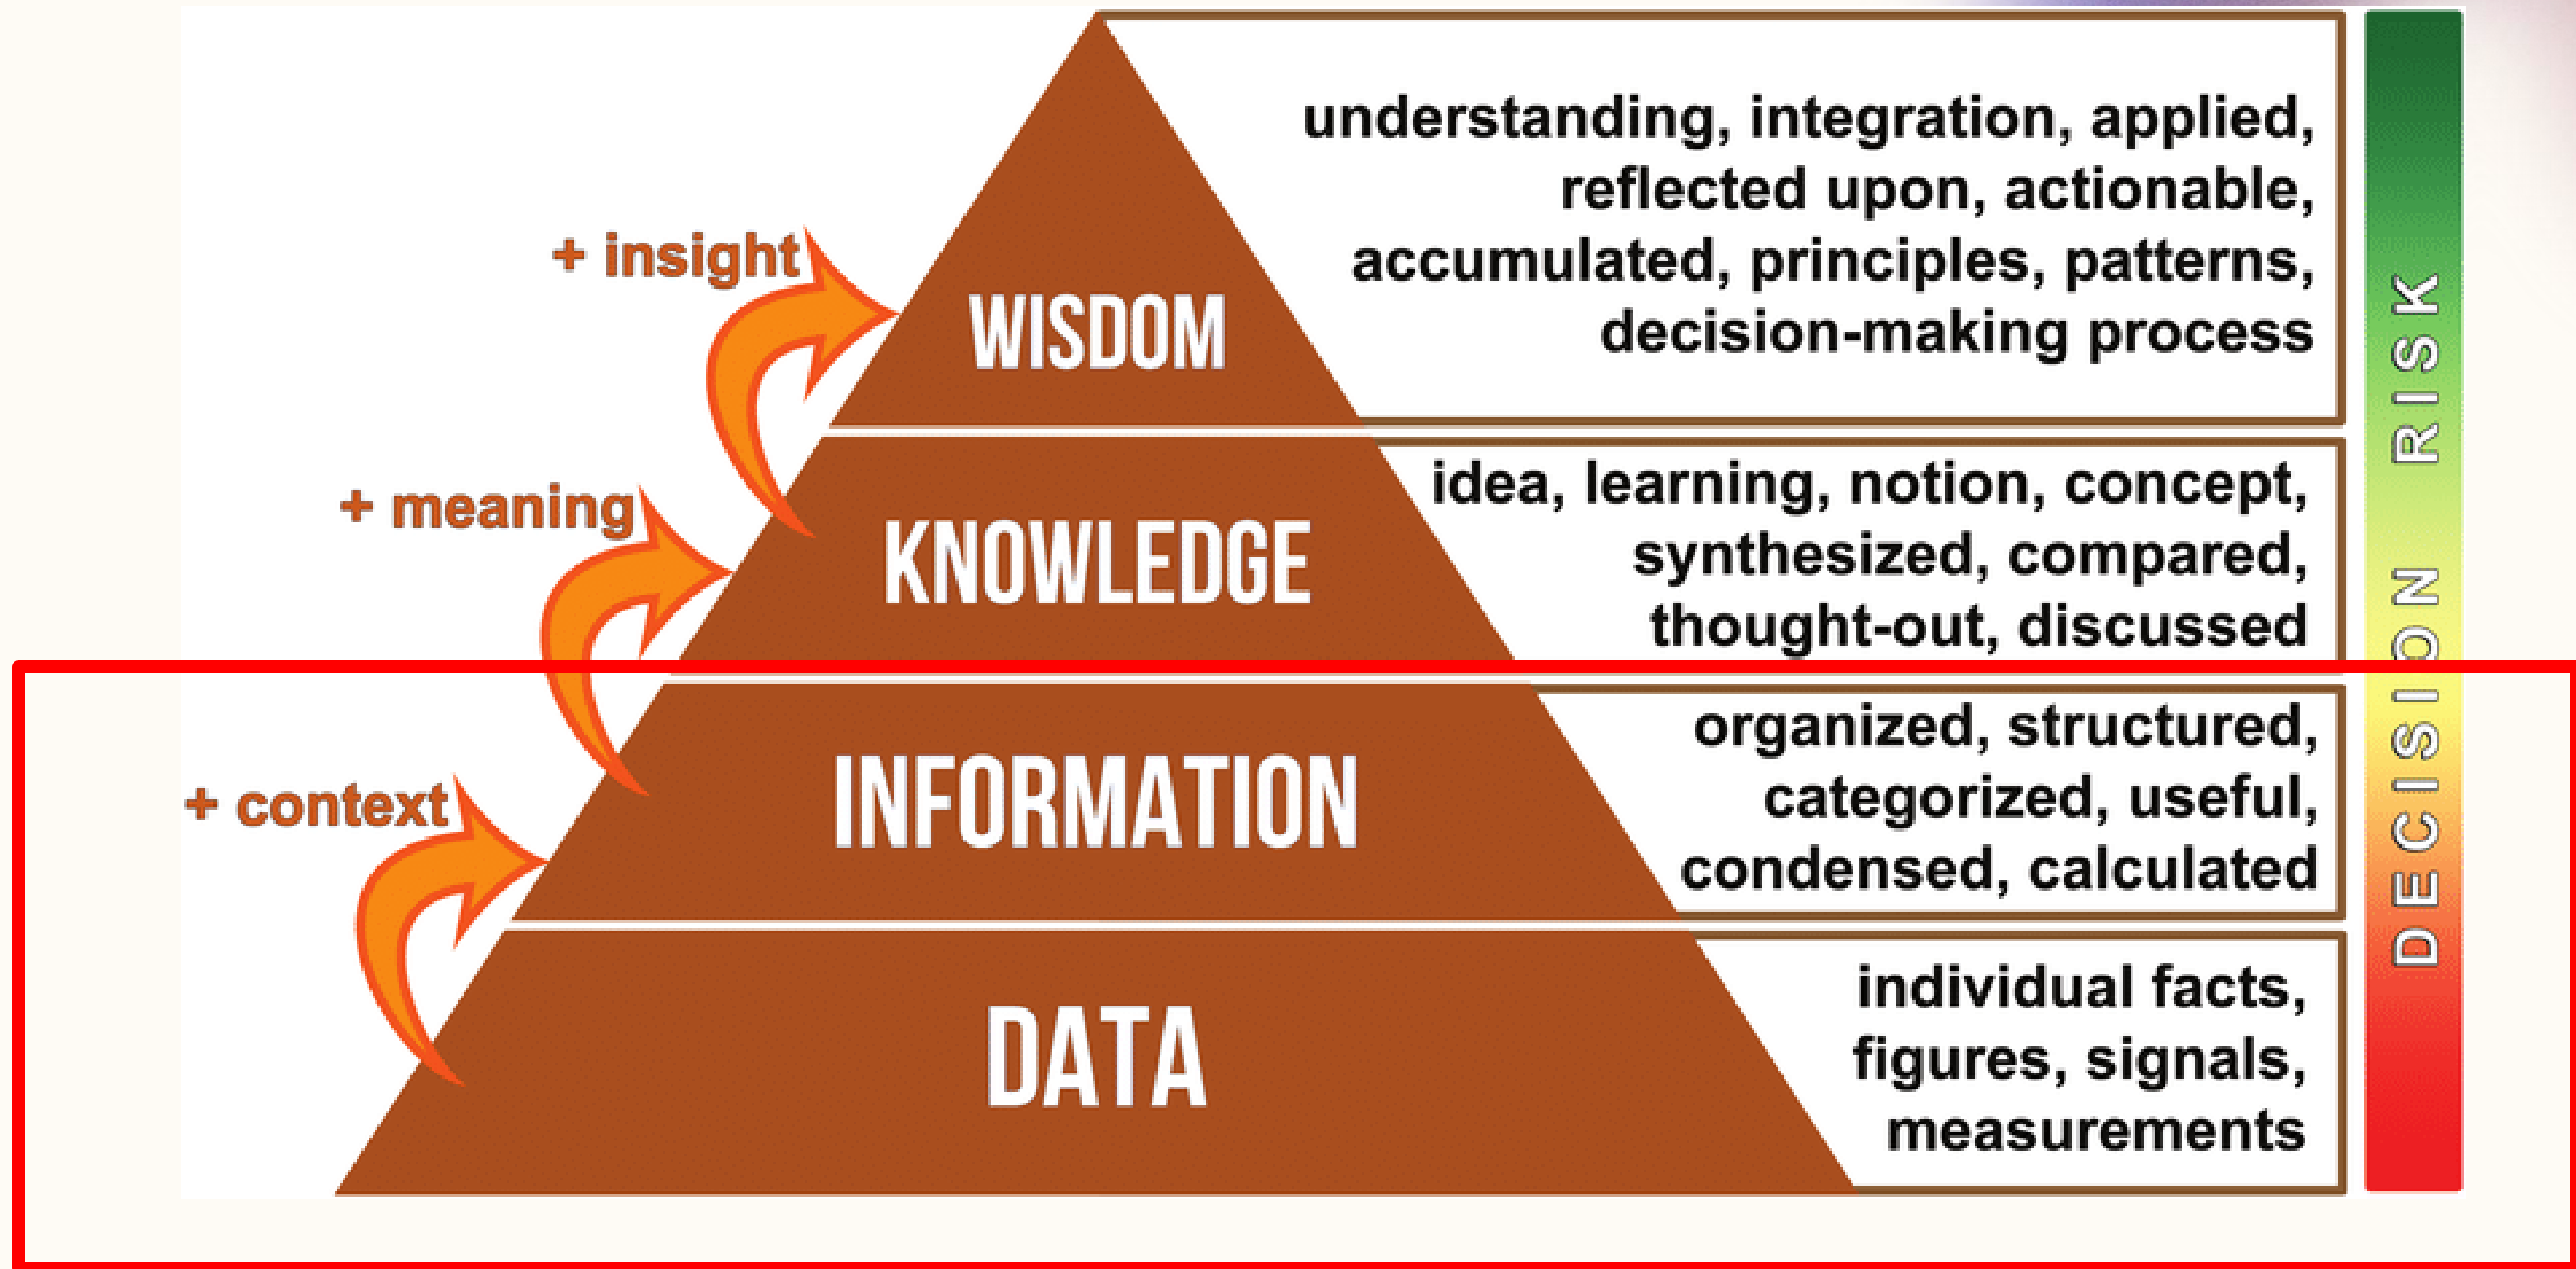 understanding, integration, applied,
reflected upon, actionable,
accumulated, principles, patterns,
decision-making process
+ insight
WISDOM
idea, learning, notion, concept,
synthesized, compared,
thought-out, discussed
+ meaning
KNOWLEDGE
organized, structured,
categorized, useful,
condensed, calculated
+ context
INFORMATION
individual facts,
figures, signals,
measurements
DATA
DECISION RISK